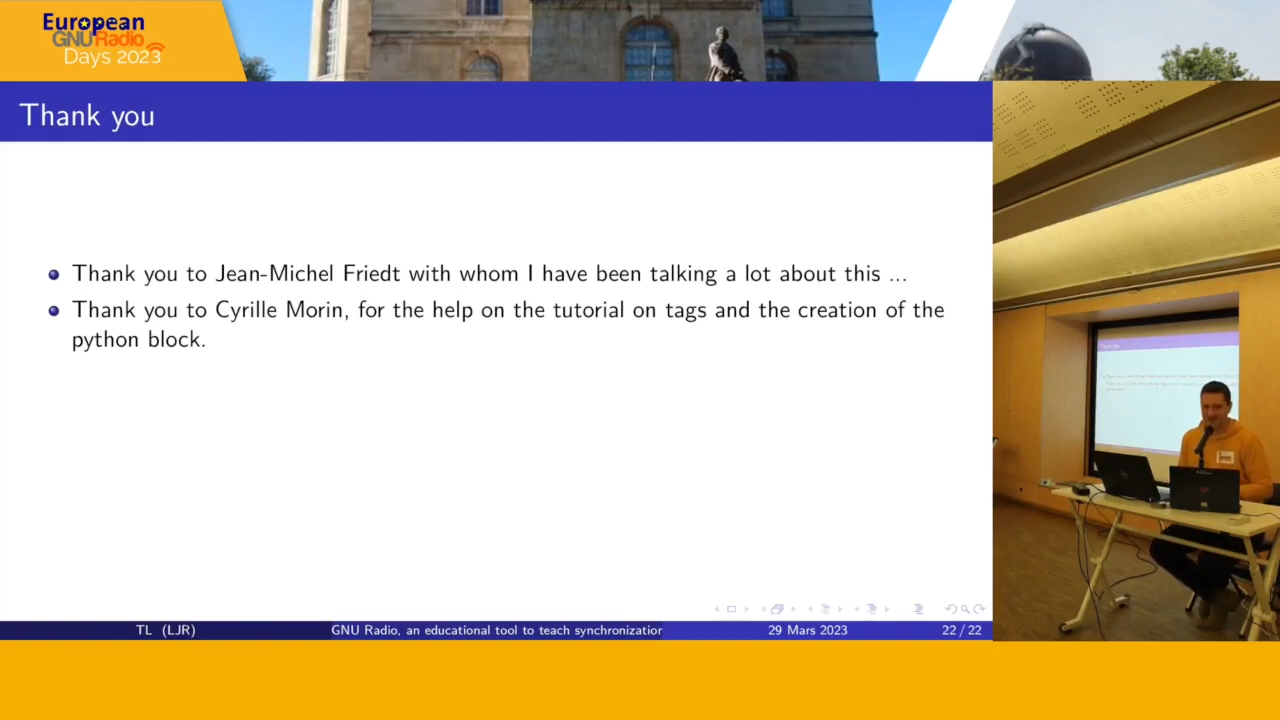 European
GNU Radio
Days 2023
Thank you
Thank you to Jean-Michel Friedt with whom I have been talking a lot about this ...
Thank you to Cyrille Morin, for the help on the tutorial on tags and the creation of the
python block.
TL (LJR)
GNU Radio, an educational tool to teach synchronization
29 Mars 2023
22 / 22